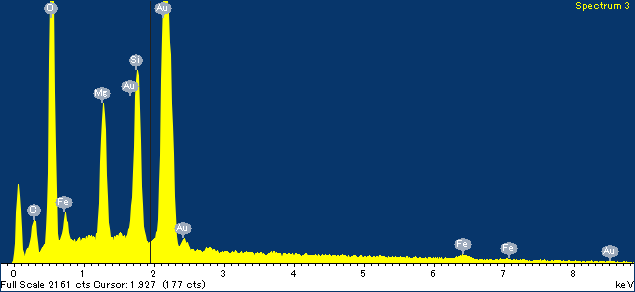 Spectrum 3
O Au
Si
Au
Mg
Fe
O
Au
Fe Fe Au
0 1 2 3 4 5 6 7 8
Full Scale 2161 cts Cursor: 1.927 (177 cts) keV